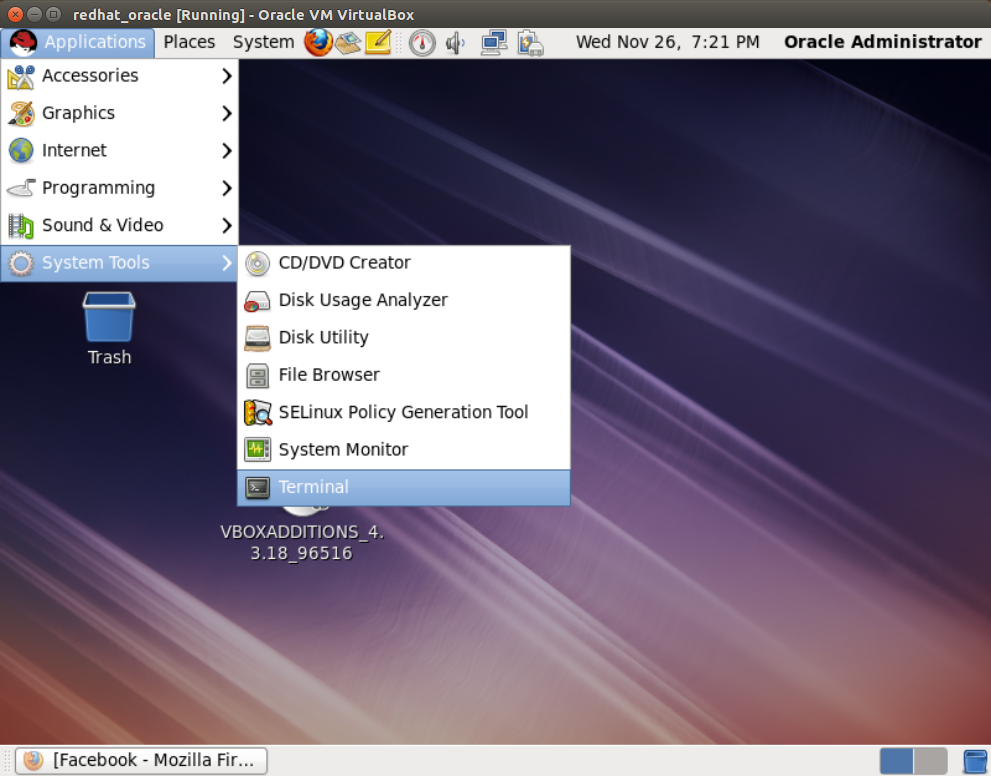 redhat_oracle [Running] - Oracle VM VirtualBox
Applications Places System Wed Nov 26, 7:21 PM Oracle Administrator
Accessories
Graphics
Internet
Programming
Sound & Video
System Tools
CD/DVD Creator
Disk Usage Analyzer
Disk Utility
File Browser
SELinux Policy Generation Tool
System Monitor
Terminal
Trash
VBOXADDITIONS_4.
3.18_96516
[Facebook - Mozilla Fir...